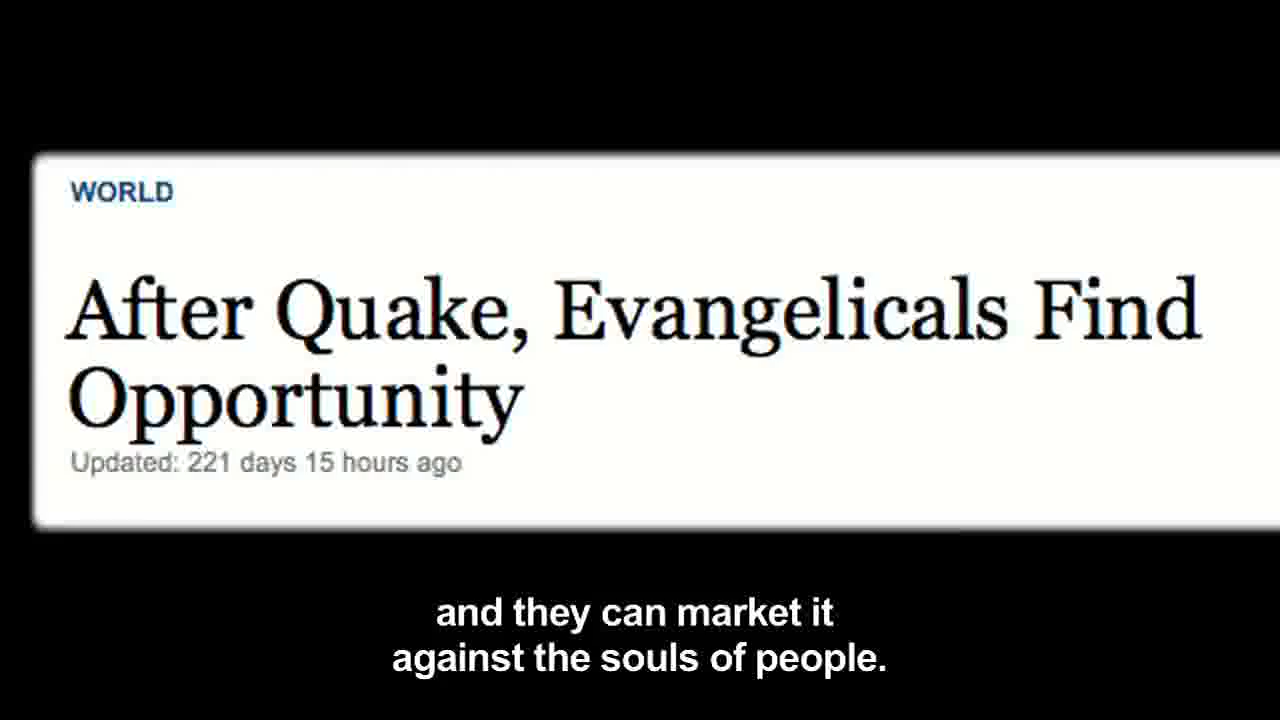 WORLD
After Quake, Evangelicals Find
Opportunity
Updated: 221 days 15 hours ago
and they can market it
against the souls of people.